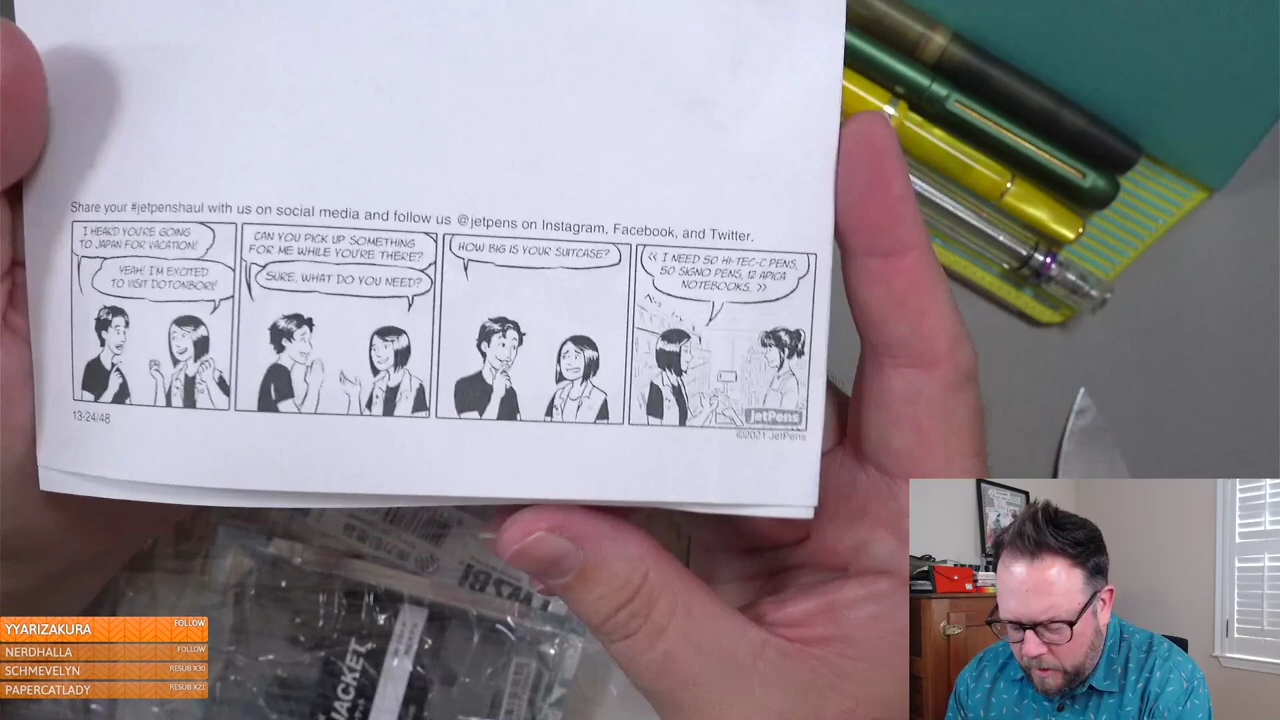 Share your #jetpenshaul with us on social media and follow us @jetpens on Instagram, Facebook, and Twitter.
I HEARD YOU'RE GOING
TO JAPAN FOR VACATION!
YEAH! I'M EXCITED
TO VISIT DOTONBORI!
CAN YOU PICK UP SOMETHING
FOR ME WHILE YOU'RE THERE?
SURE, WHAT DO YOU NEED?
HOW BIG IS YOUR SUITCASE?
<< I NEED 50 HI-TEC-C PENS,
50 SIGNO PENS, 12 APICA
NOTEBOOKS. >>
JetPens
13-24/48
©2021 JetPens
JACKET
YYARIZAKURA FOLLOW
NERDHALLA FOLLOW
SCHMEVELYN RESUB X30
PAPERCATLADY RESUB X21